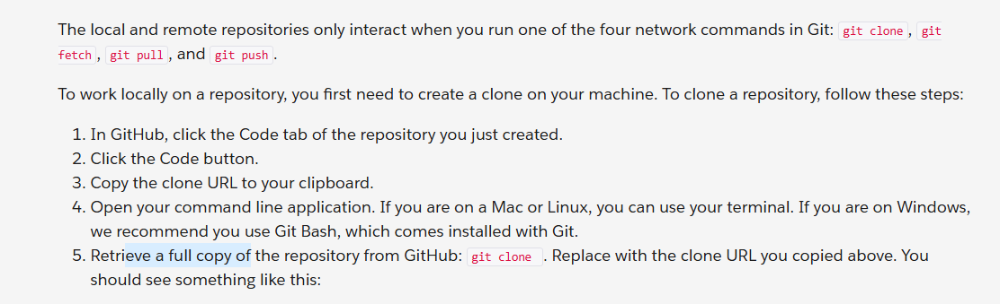 The local and remote repositories only interact when you run one of the four network commands in Git: git clone, git
fetch, git pull, and git push.
To work locally on a repository, you first need to create a clone on your machine. To clone a repository, follow these steps:
1. In GitHub, click the Code tab of the repository you just created.
2. Click the Code button.
3. Copy the clone URL to your clipboard.
4. Open your command line application. If you are on a Mac or Linux, you can use your terminal. If you are on Windows,
we recommend you use Git Bash, which comes installed with Git.
5. Retrieve a full copy of the repository from GitHub: git clone . Replace with the clone URL you copied above. You
should see something like this: